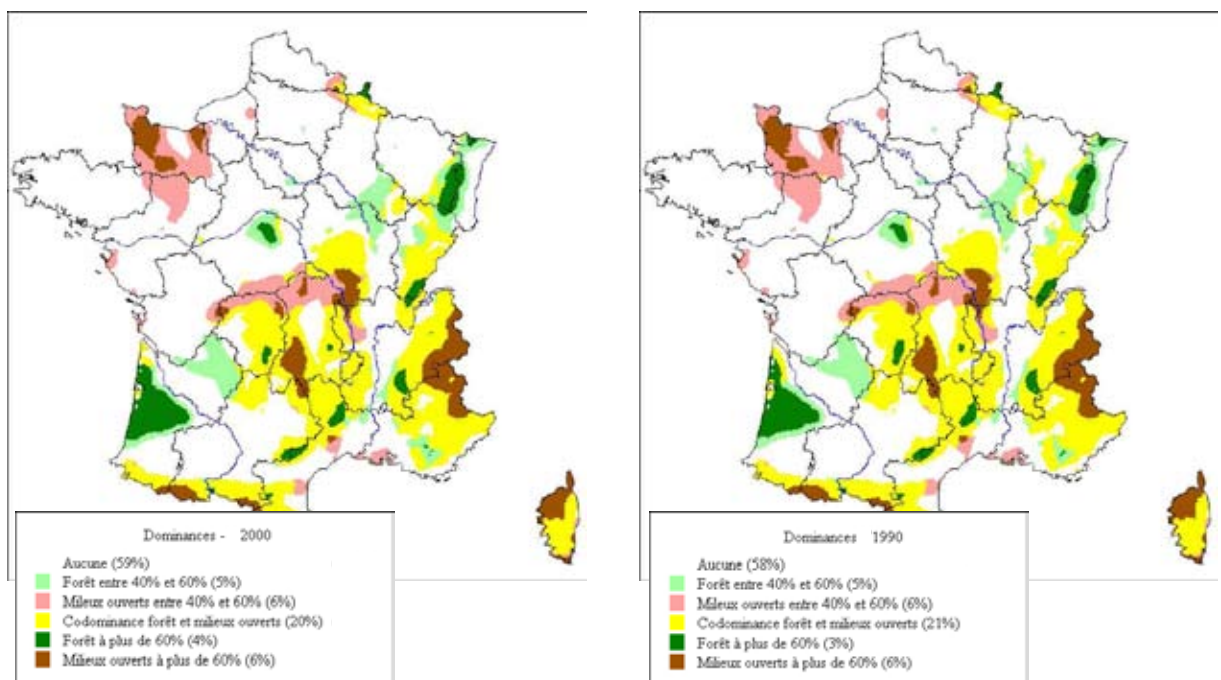 Dominances - 2000
Aucune (59%)
Forêt entre 40% et 60% (5%)
Mileux ouverts entre 40% et 60% (6%)
Codominance forêt et milieux ouverts (20%)
Forêt à plus de 60% (4%)
Milieux ouverts à plus de 60% (6%)
Dominances 1990
Aucune (58%)
Forêt entre 40% et 60% (5%)
Mileux ouverts entre 40% et 60% (6%)
Codominance forêt et milieux ouverts (21%)
Forêt à plus de 60% (3%)
Milieux ouverts à plus de 60% (6%)